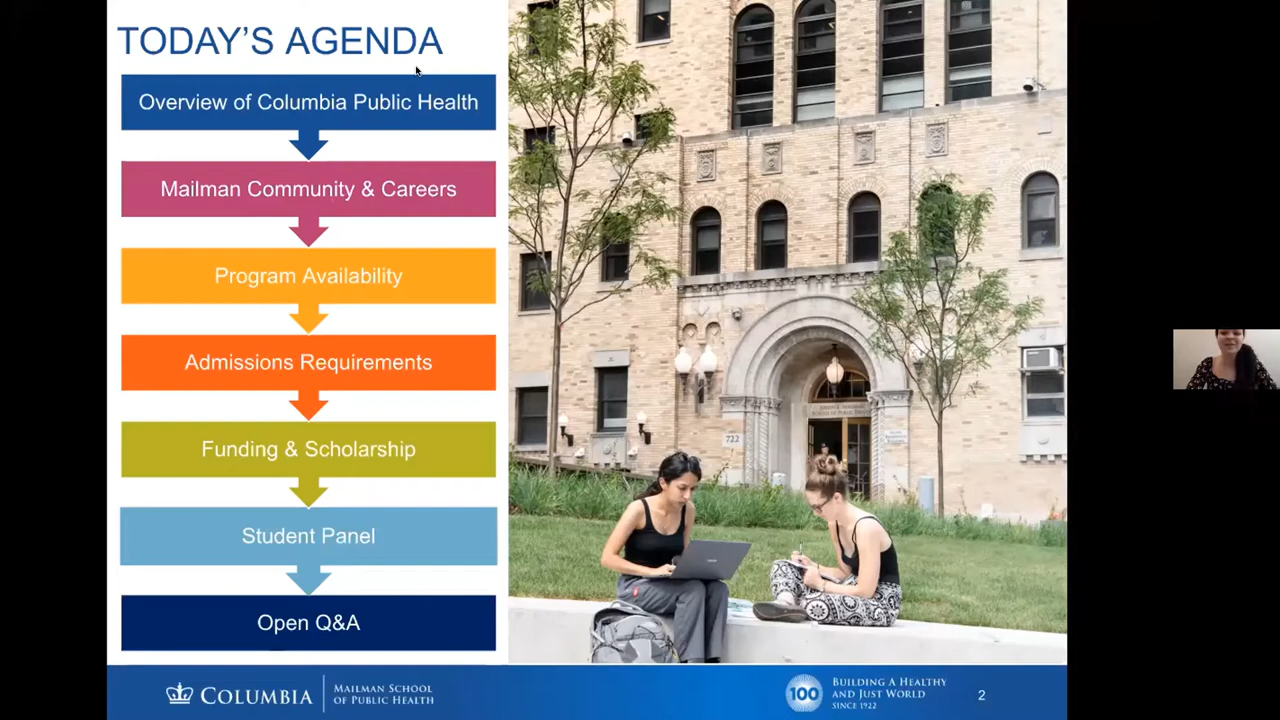 TODAY'S AGENDA
Overview of Columbia Public Health
Mailman Community & Careers
Program Availability
Admissions Requirements
Funding & Scholarship
Student Panel
Open Q&A
722
COLUMBIA
MAILMAN SCHOOL
OF PUBLIC HEALTH
100
BUILDING A HEALTHY
AND JUST WORLD
SINCE 1922
2